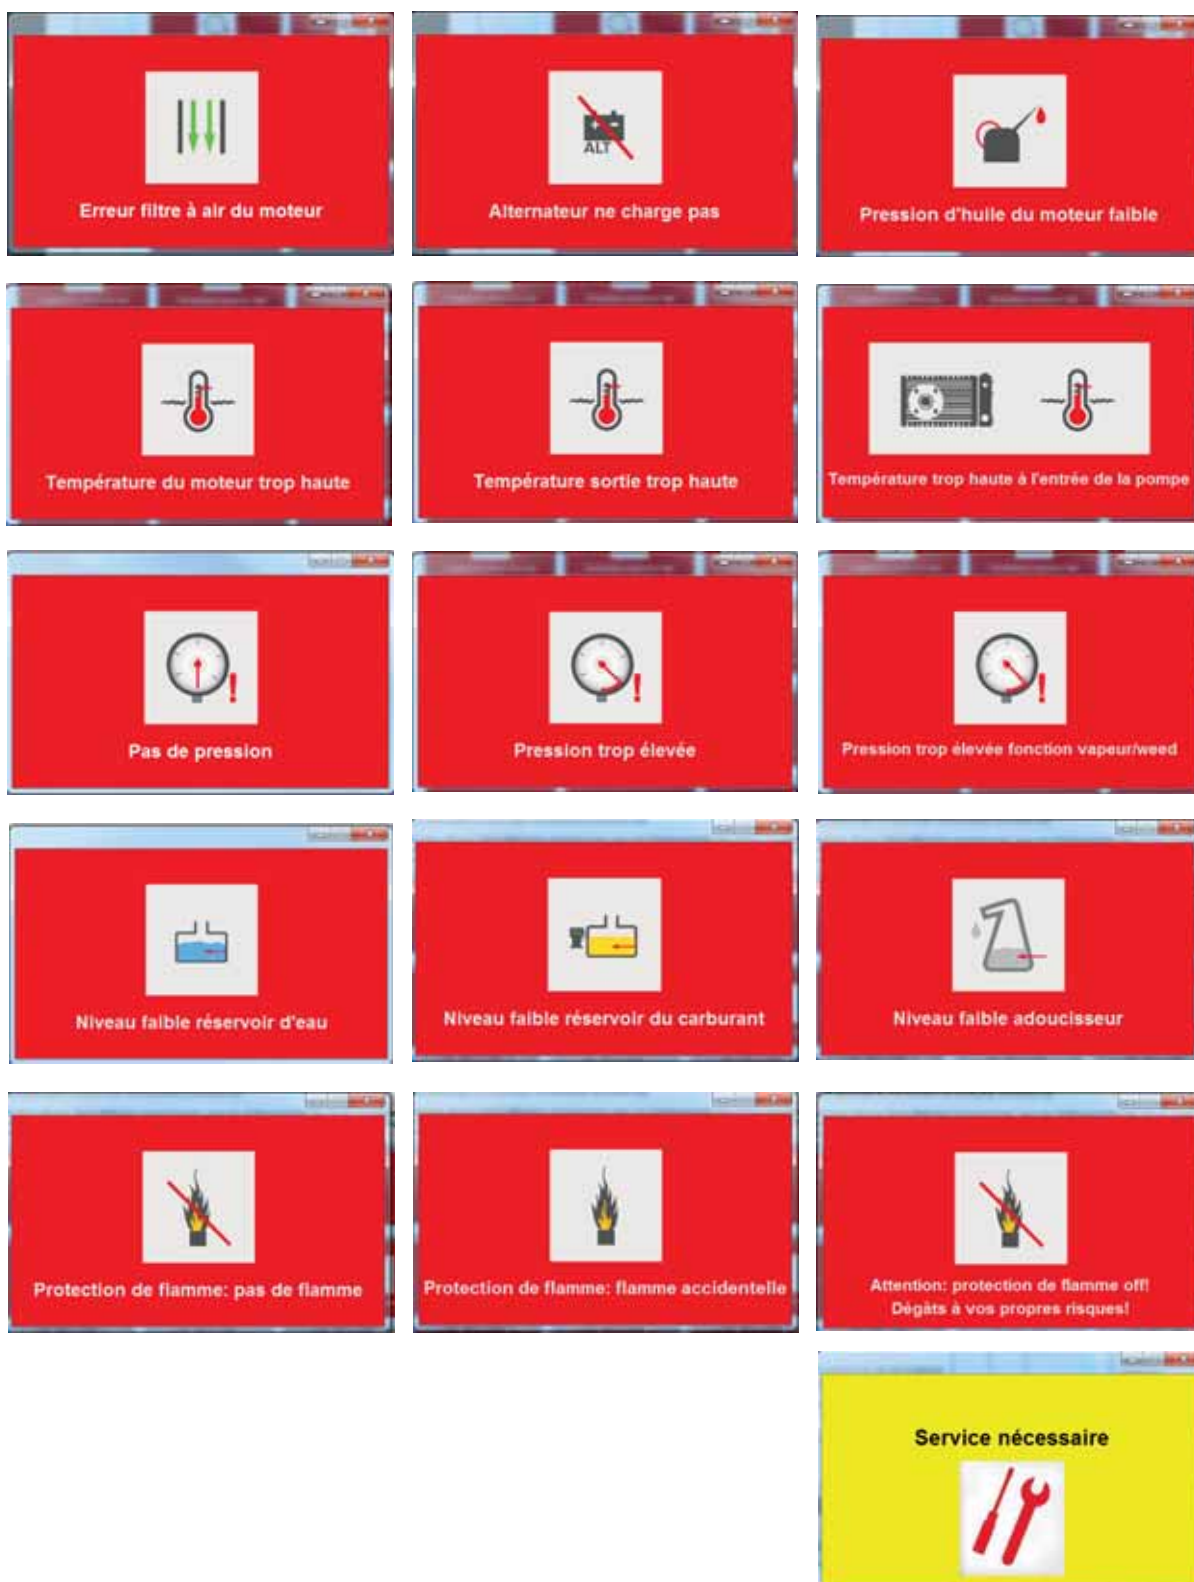 Erreur filtre à air du moteur
ALT
Alternateur ne charge pas
Pression d'huile du moteur faible
Température du moteur trop haute
Température sortie trop haute
Température trop haute à l'entrée de la pompe
Pas de pression
Pression trop élevée
Pression trop élevée fonction vapeur/weed
Niveau faible réservoir d'eau
Niveau faible réservoir du carburant
Niveau faible adoucisseur
Protection de flamme: pas de flamme
Protection de flamme: flamme accidentelle
Attention: protection de flamme off!
Dégâts à vos propres risques!
Service nécessaire